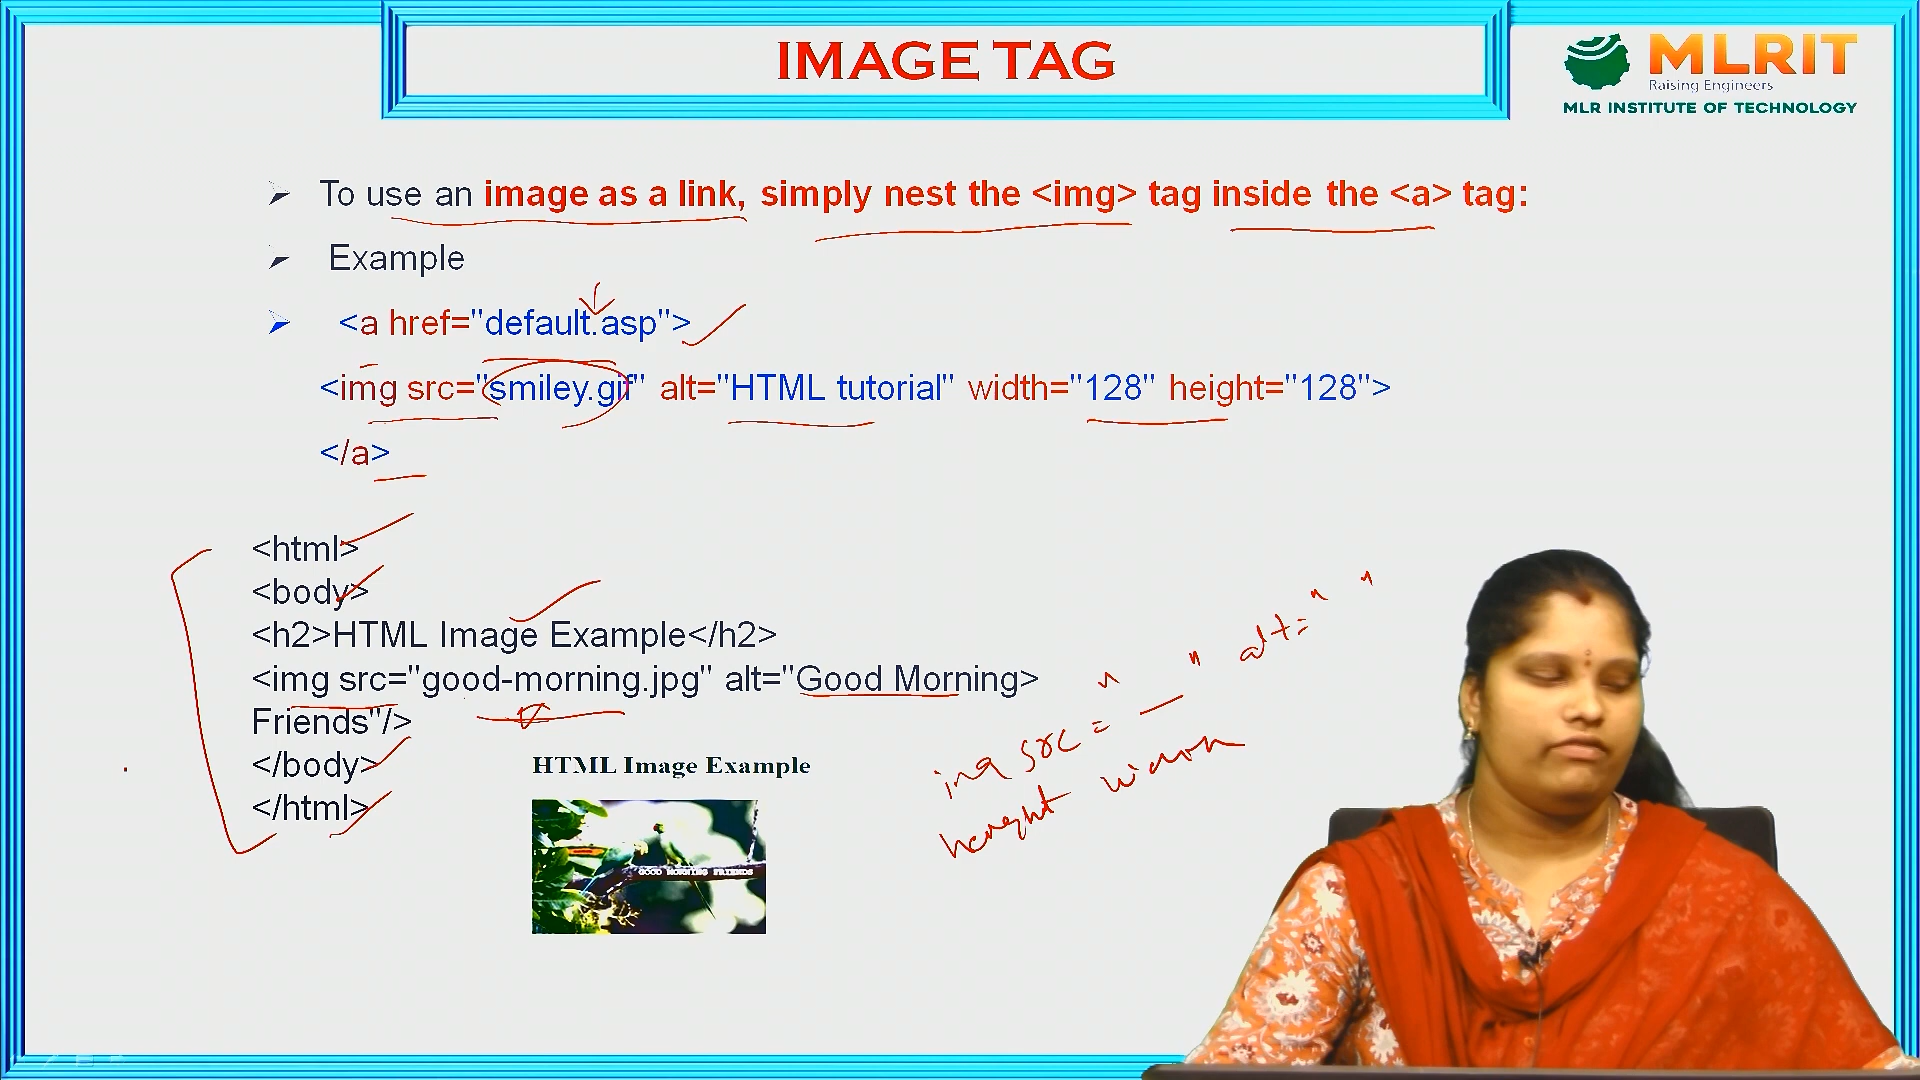 IMAGE TAG
MLRIT
Raising Engineers
MLR INSTITUTE OF TECHNOLOGY
To use an image as a link, simply nest the <img> tag inside the <a> tag:
Example
<a href="default.asp">
<img src="smiley.gif" alt="HTML tutorial" width="128" height="128">
</a>
<html>
<body>
<h2>HTML Image Example</h2>
<img src="good-morning.jpg" alt="Good Morning>
Friends"/>
</body>
</html>
HTML Image Example
GOOD MORNING FRIENDS
src = " — " alt= " "